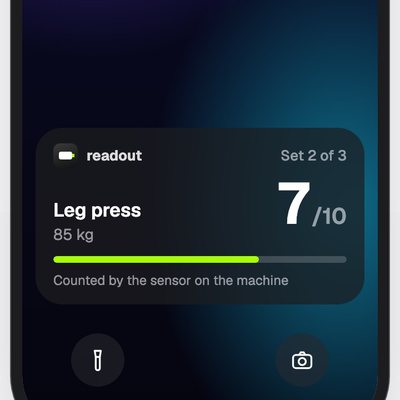 readout
Set 2 of 3
Leg press
7/10
85 kg
Counted by the sensor on the machine